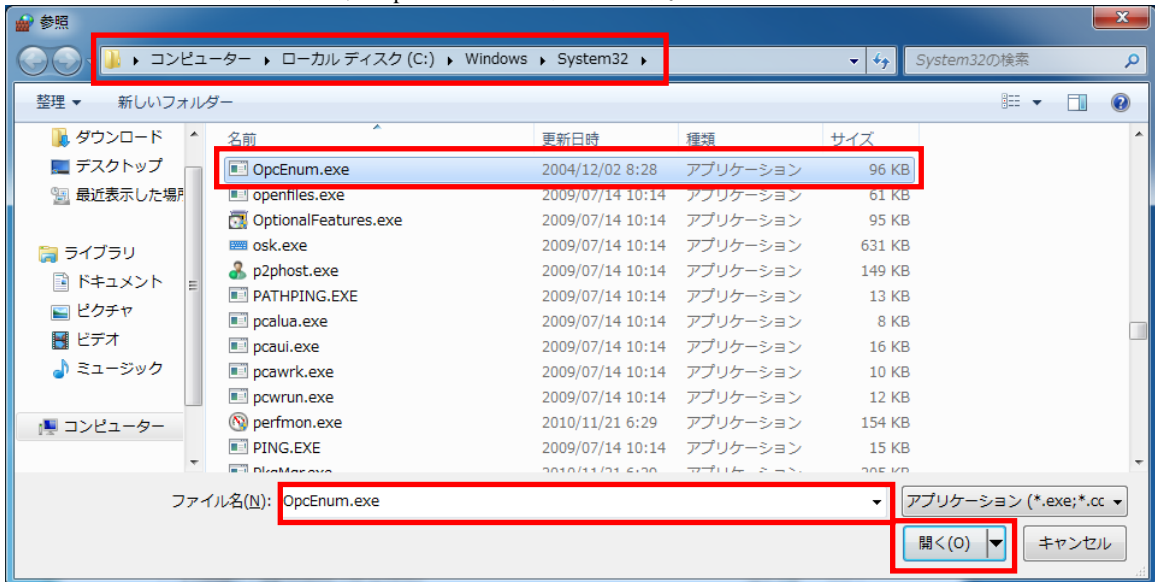 参照
コンピューター ▸ ローカル ディスク (C:) ▸ Windows ▸ System32 ▸
System32の検索
整理 ▼ 新しいフォルダー
ダウンロード
デスクトップ
最近表示した場所
ライブラリ
ドキュメント
ピクチャ
ビデオ
ミュージック
コンピューター
名前 更新日時 種類 サイズ
OpcEnum.exe 2004/12/02 8:28 アプリケーション 96 KB
openfiles.exe 2009/07/14 10:14 アプリケーション 61 KB
OptionalFeatures.exe 2009/07/14 10:14 アプリケーション 95 KB
osk.exe 2009/07/14 10:14 アプリケーション 631 KB
p2phost.exe 2009/07/14 10:14 アプリケーション 149 KB
PATHPING.EXE 2009/07/14 10:14 アプリケーション 13 KB
pcalua.exe 2009/07/14 10:14 アプリケーション 8 KB
pcaui.exe 2009/07/14 10:14 アプリケーション 16 KB
pcawrk.exe 2009/07/14 10:14 アプリケーション 10 KB
pcwrun.exe 2009/07/14 10:14 アプリケーション 12 KB
perfmon.exe 2010/11/21 6:29 アプリケーション 154 KB
PING.EXE 2009/07/14 10:14 アプリケーション 15 KB
PkgMgr.exe 2010/11/21 6:29 アプリケーション
ファイル名(N): OpcEnum.exe
アプリケーション (*.exe;*.cc
開く(O) キャンセル